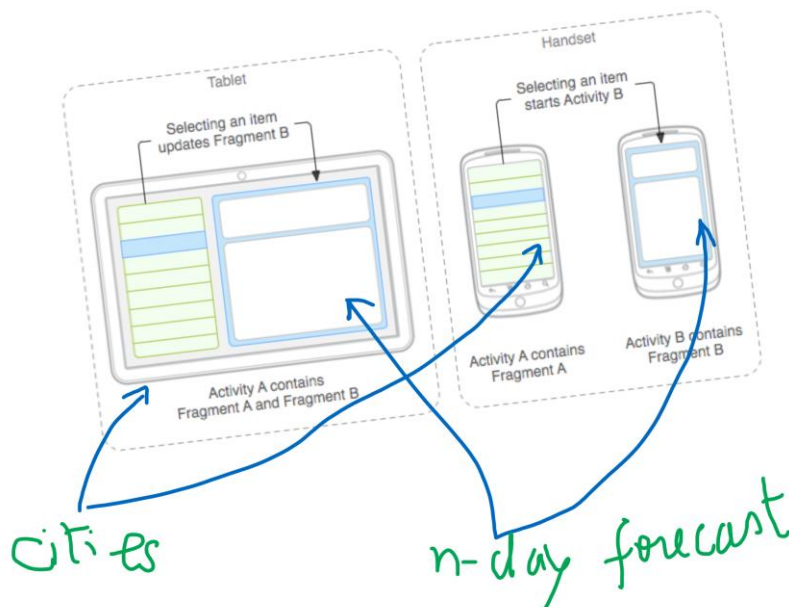 Tablet
Selecting an item
updates Fragment B
Activity A contains
Fragment A and Fragment B
Handset
Selecting an item
starts Activity B
Activity A contains
Fragment A
Activity B contains
Fragment B
cities
n-day forecast